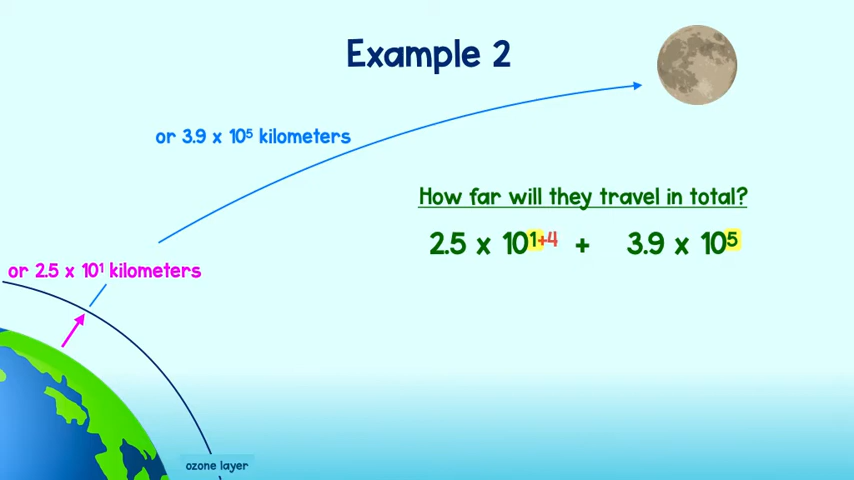 Example 2
or 3.9 x 10⁵ kilometers
How far will they travel in total?
2.5 x 10¹⁺⁴ + 3.9 x 10⁵
or 2.5 x 10¹ kilometers
ozone layer